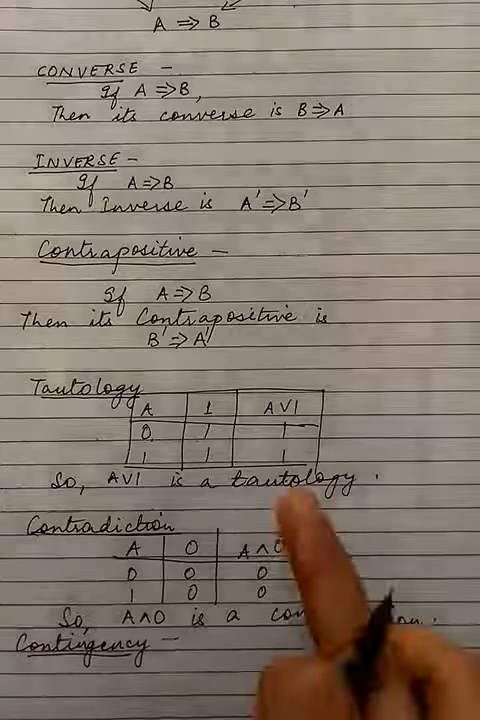 A ⇒ B
CONVERSE -
If A ⇒ B,
Then its converse is B ⇒ A
INVERSE -
If A ⇒ B
Then Inverse is A' ⇒ B'
Contrapositive -
If A ⇒ B
Then its Contrapositive is
B' ⇒ A'
Tautology
A 1 A V 1
0 1 1
1 1 1
So, A V 1 is a tautology.
Contradiction
A 0 A ∧ 0
0 0 0
1 0 0
So, A ∧ 0 is a
Contingency -